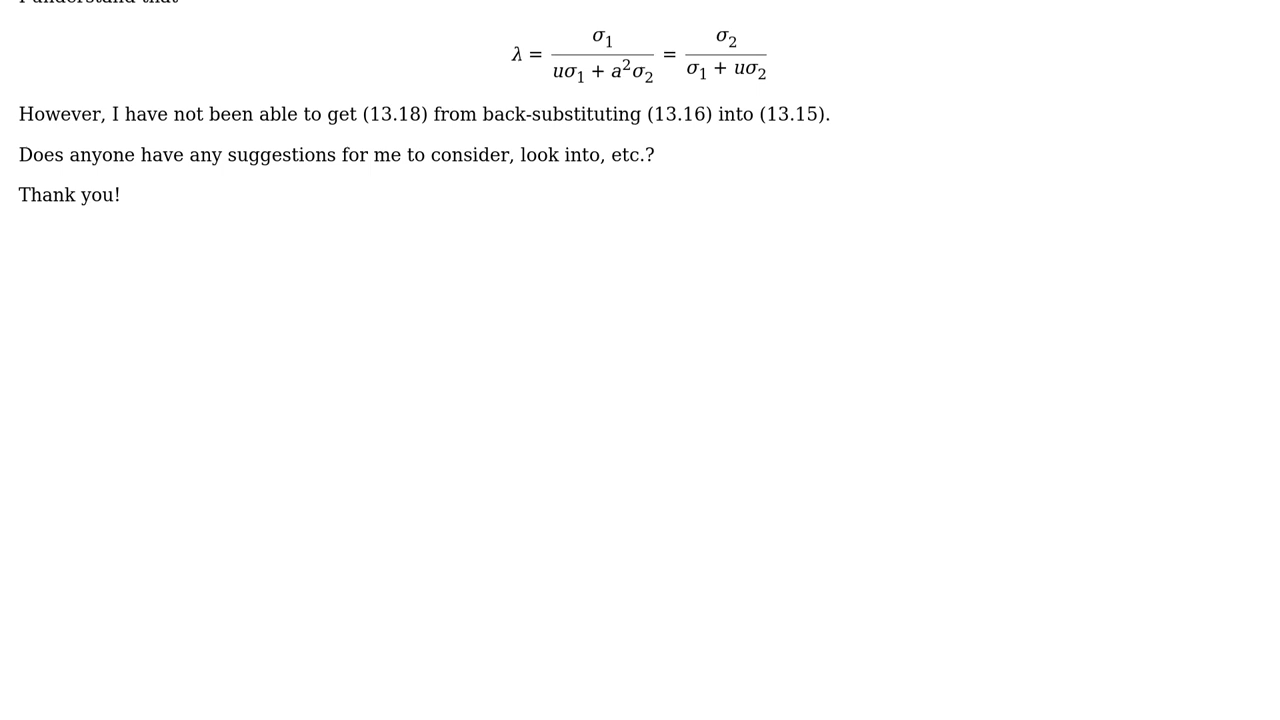 λ = σ₁ / (uσ₁ + a²σ₂) = σ₂ / (σ₁ + uσ₂)
However, I have not been able to get (13.18) from back-substituting (13.16) into (13.15).
Does anyone have any suggestions for me to consider, look into, etc.?
Thank you!